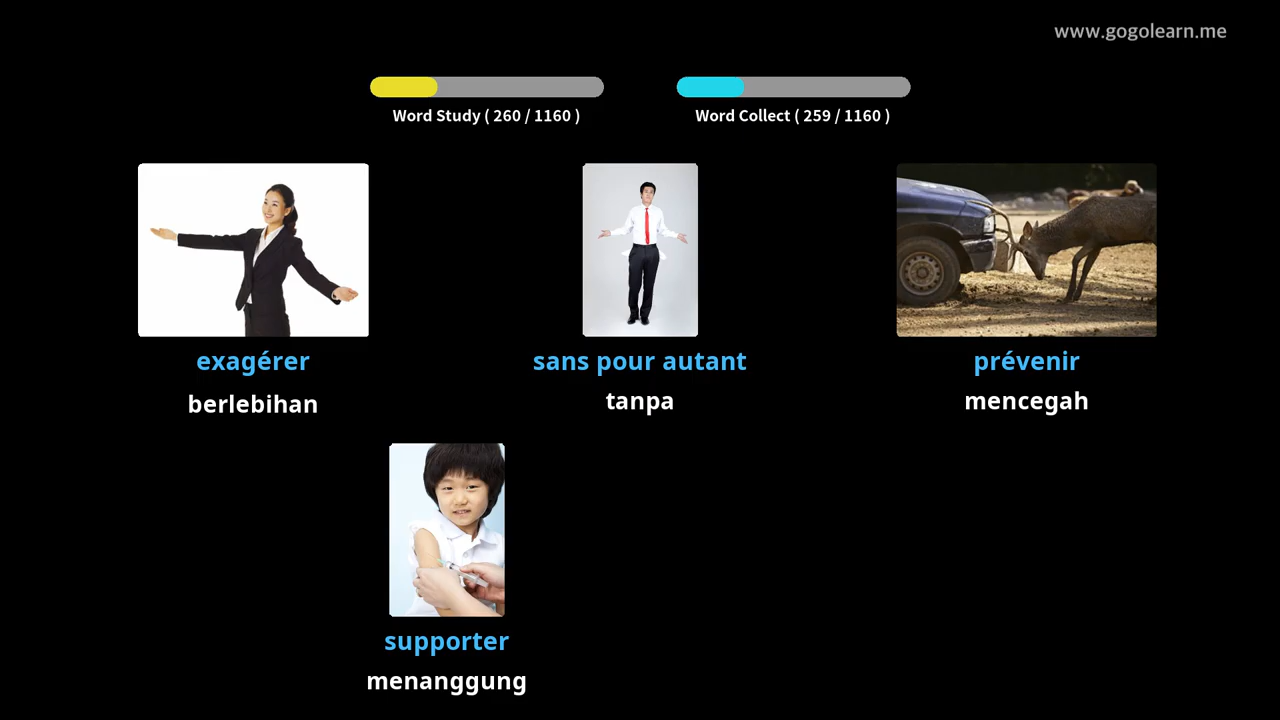 www.gogolearn.me
Word Study ( 260 / 1160 )
Word Collect ( 259 / 1160 )
exagérer
berlebihan
sans pour autant
tanpa
prévenir
mencegah
supporter
menanggung